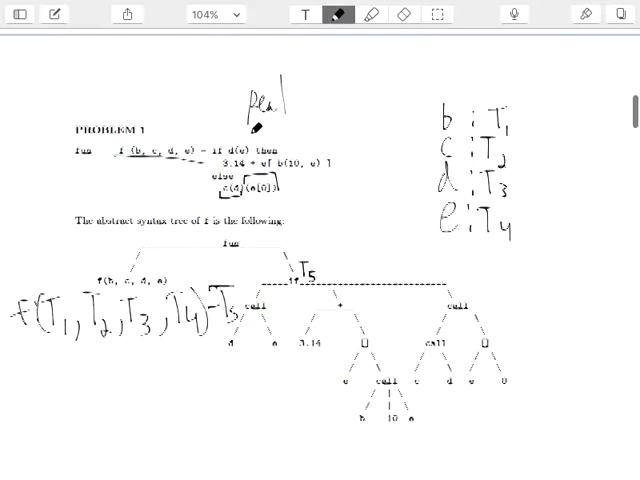 104%
T
real
PROBLEM 1
fun f (b, c, d, e) = if d(e) then
3.14 + e[ b(10, e) ]
else
c(d)(e[0])
b : T1
c : T2
d : T3
e : T4
The abstract syntax tree of f is the following:
fun
f(b, c, d, e)
if T5
f(T1, T2, T3, T4) - T5
call + call
d e 3.14 [] call []
e call c d e 0
b 10 e